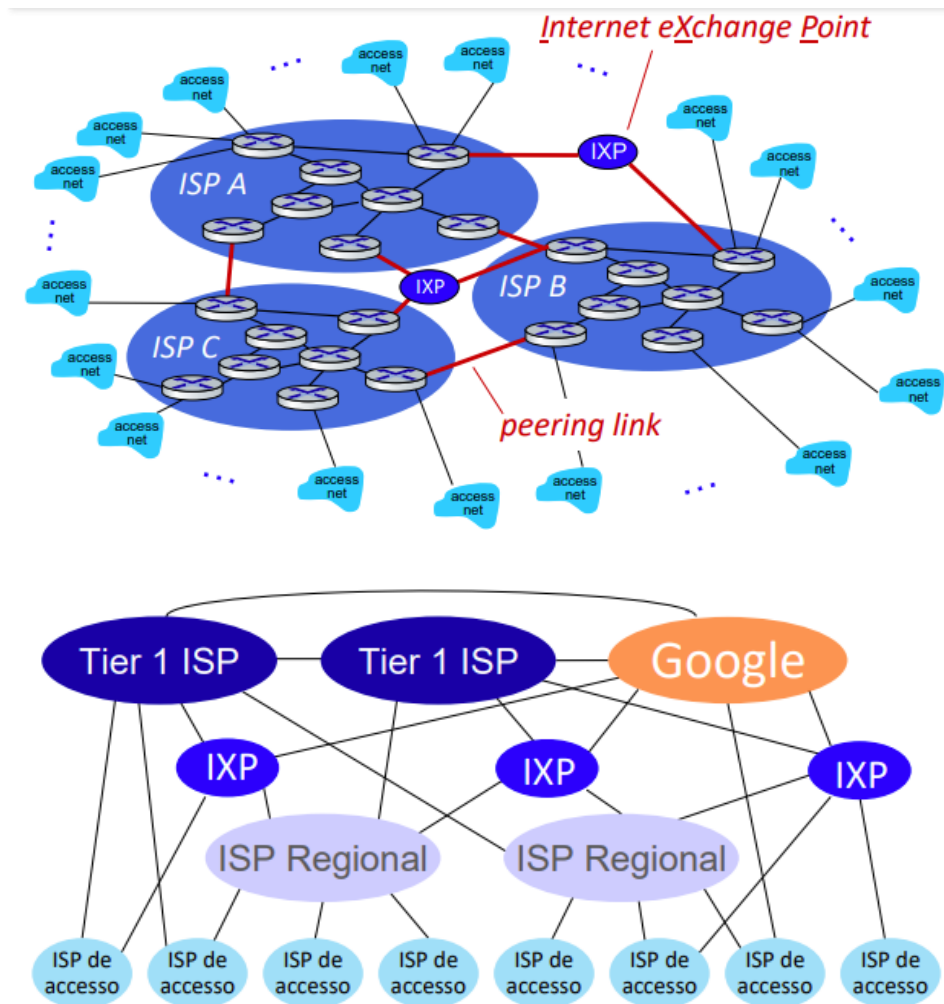 Internet eXchange Point
access
net
access
net
access
net
access
net
access
net
access
net
access
net
IXP
ISP A
access
net
IXP
ISP B
access
net
access
net
ISP C
access
net
access
net
access
net
peering link
access
net
access
net
access
net
access
net
Tier 1 ISP
Tier 1 ISP
Google
IXP
IXP
IXP
ISP Regional
ISP Regional
ISP de
accesso
ISP de
accesso
ISP de
accesso
ISP de
accesso
ISP de
accesso
ISP de
accesso
ISP de
accesso
ISP de
accesso